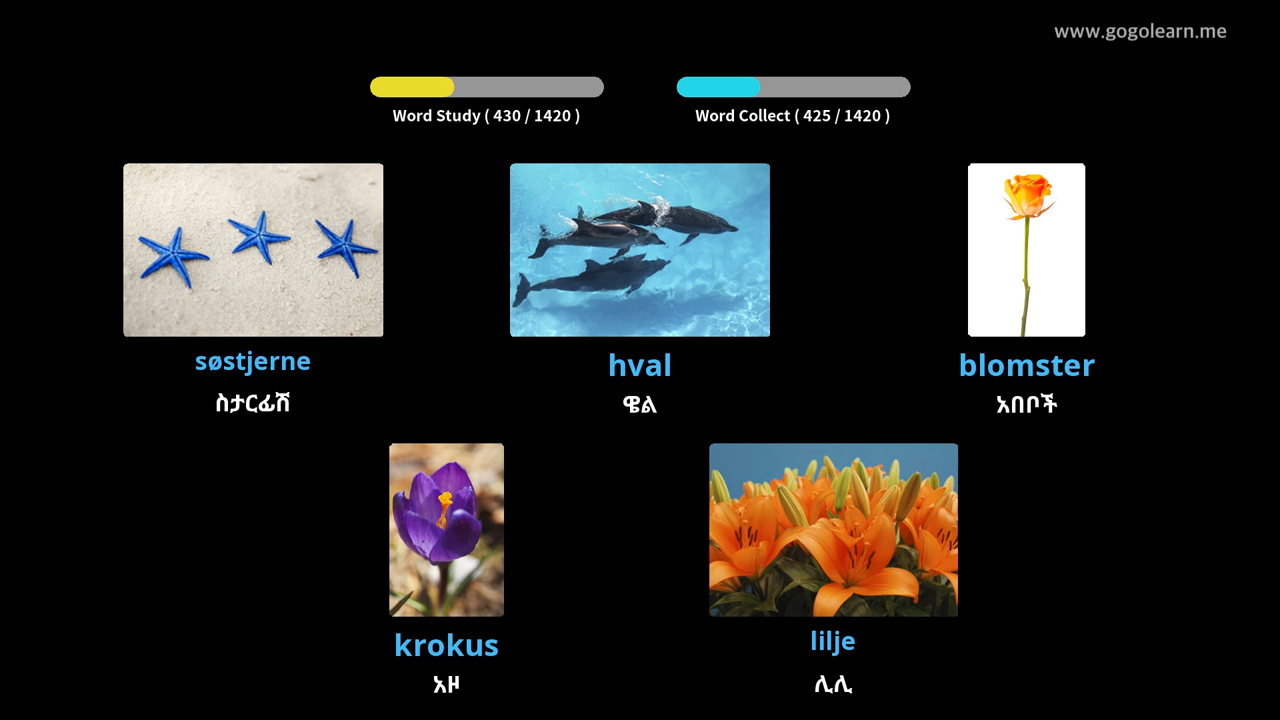 www.gogolearn.me
Word Study ( 430 / 1420 )
Word Collect ( 425 / 1420 )
søstjerne
ስታርፊሽ
hval
ዌል
blomster
አበቦች
krokus
አዞ
lilje
ሊሊ